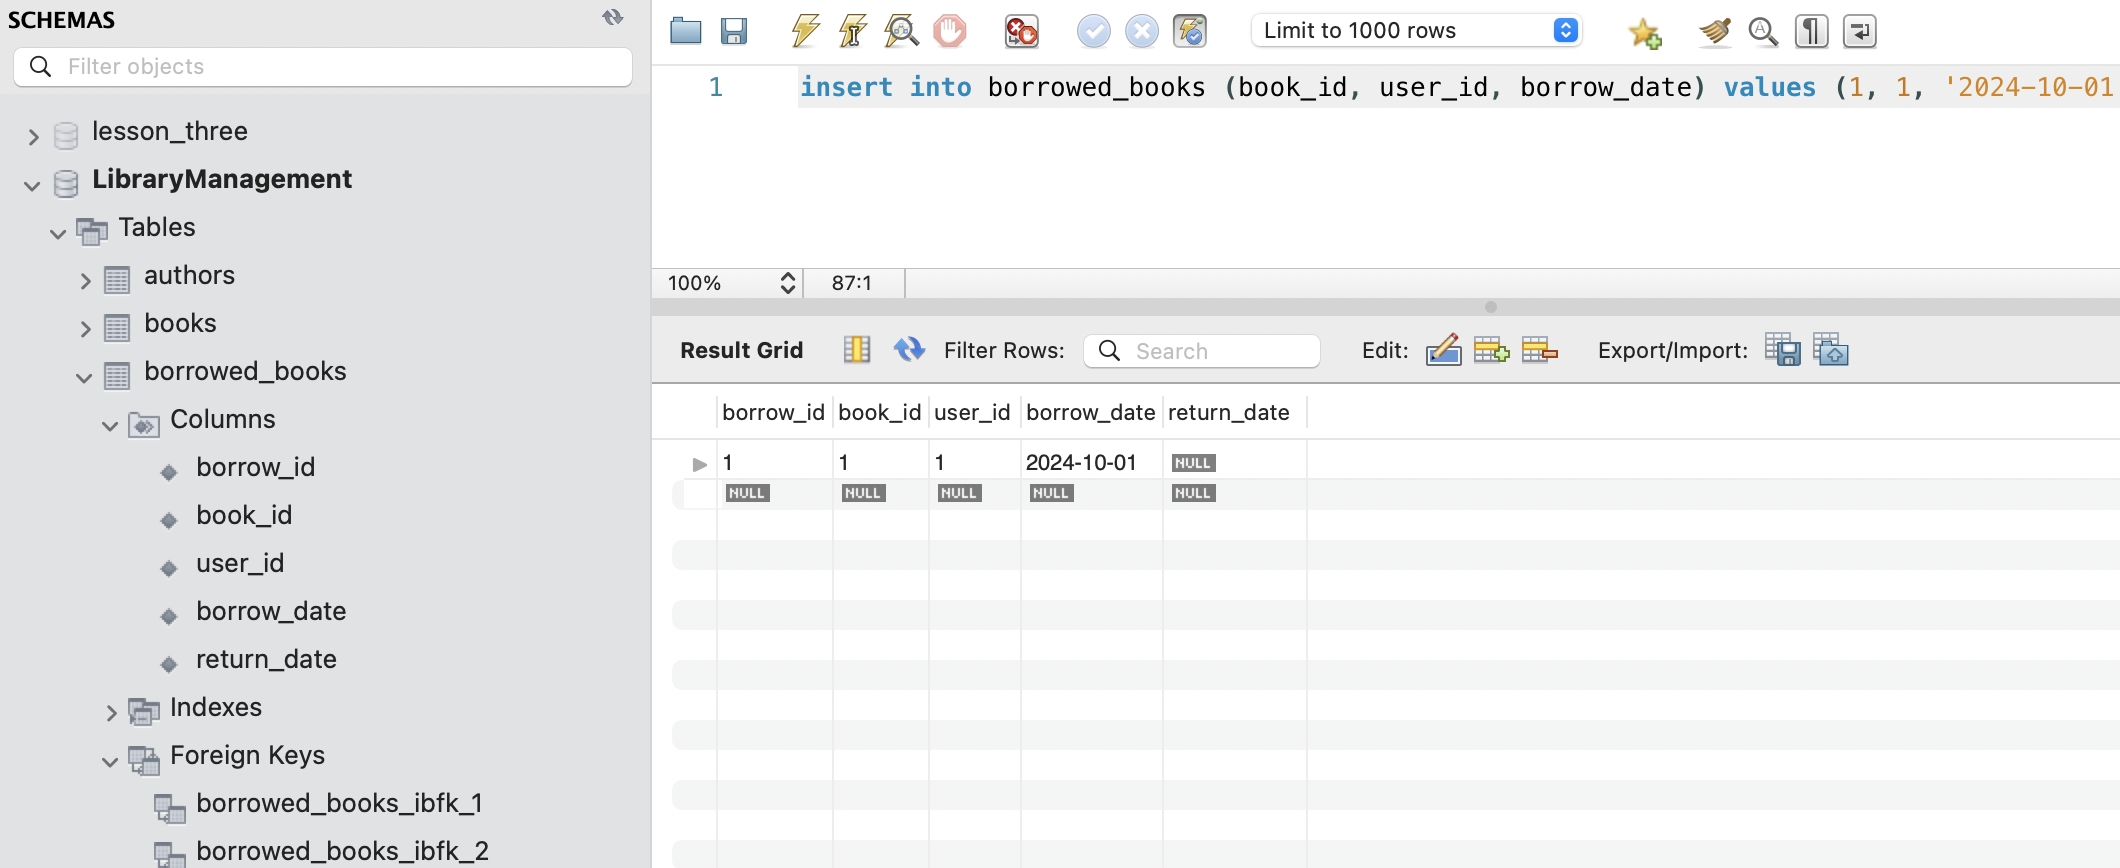 SCHEMAS
Filter objects
lesson_three
LibraryManagement
Tables
authors
books
borrowed_books
Columns
borrow_id
book_id
user_id
borrow_date
return_date
Indexes
Foreign Keys
borrowed_books_ibfk_1
borrowed_books_ibfk_2
Limit to 1000 rows
1 insert into borrowed_books (book_id, user_id, borrow_date) values (1, 1, '2024-10-01
100% 87:1
Result Grid Filter Rows: Search Edit: Export/Import:
borrow_id book_id user_id borrow_date return_date
1 1 1 2024-10-01 NULL
NULL NULL NULL NULL NULL